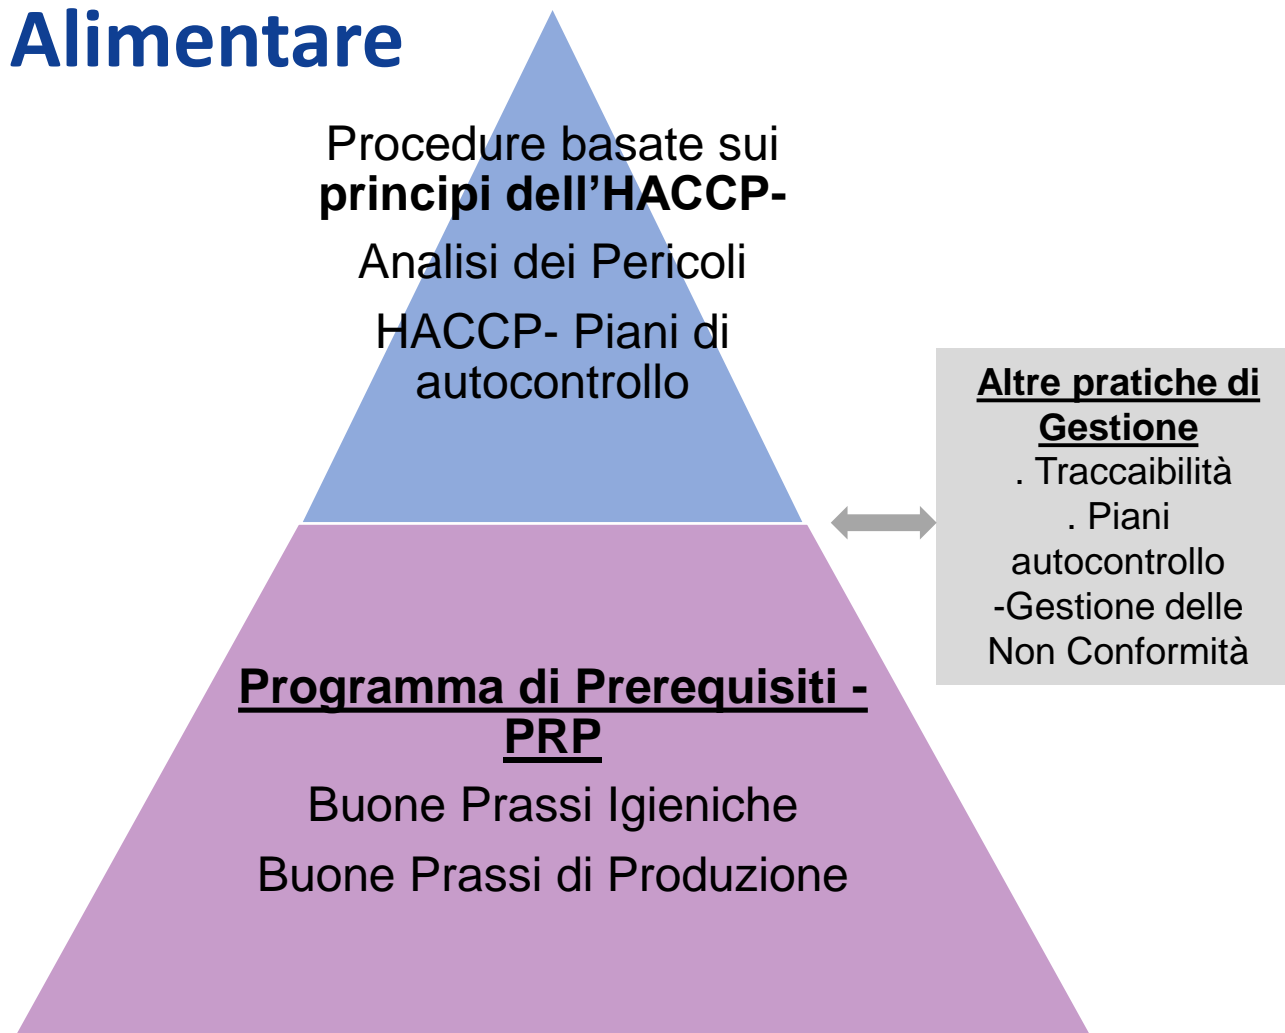 Alimentare
Procedure basate sui
principi dell’HACCP-
Analisi dei Pericoli
HACCP- Piani di
autocontrollo
Altre pratiche di
Gestione
. Traccaibilità
. Piani
autocontrollo
-Gestione delle
Non Conformità
Programma di Prerequisiti -
PRP
Buone Prassi Igieniche
Buone Prassi di Produzione